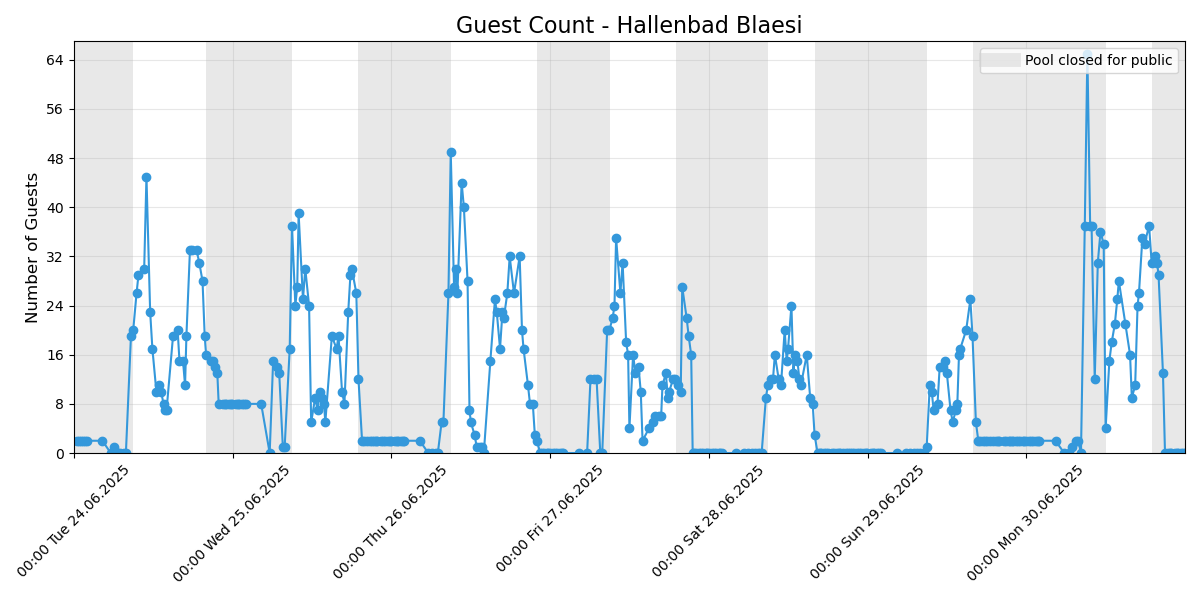 Guest Count - Hallenbad Blaesi
Pool closed for public
Number of Guests
64
56
48
40
32
24
16
8
0
00:00 Tue 24.06.2025
00:00 Wed 25.06.2025
00:00 Thu 26.06.2025
00:00 Fri 27.06.2025
00:00 Sat 28.06.2025
00:00 Sun 29.06.2025
00:00 Mon 30.06.2025